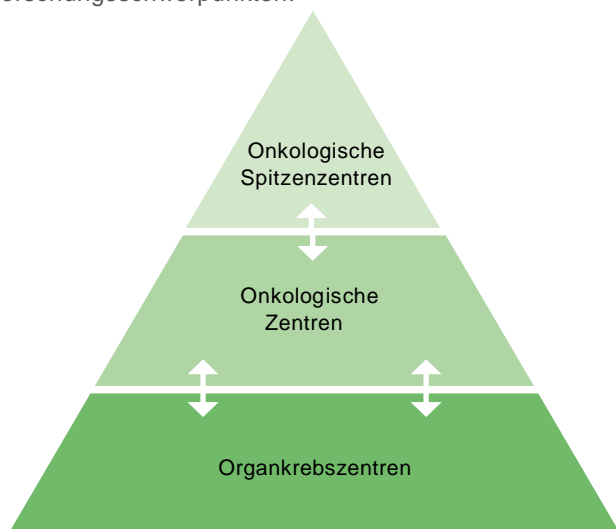 Onkologische
Spitzenzentren
Onkologische
Zentren
Organkrebszentren